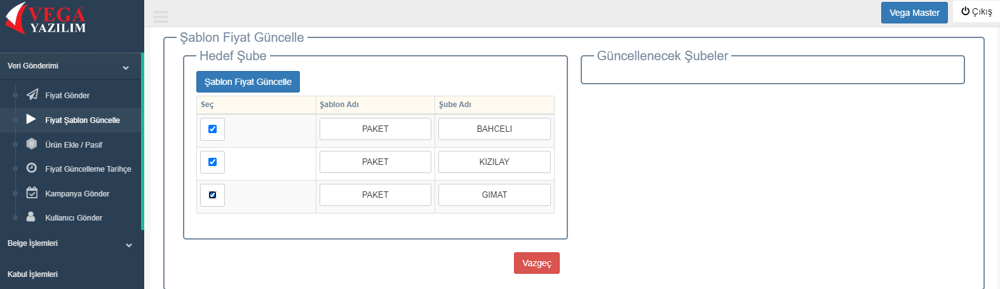 VEGA
YAZILIM
Vega Master
Çıkış
Veri Gönderimi
Fiyat Gönder
Fiyat Şablon Güncelle
Ürün Ekle / Pasif
Fiyat Güncelleme Tarihçe
Kampanya Gönder
Kullanıcı Gönder
Belge İşlemleri
Kabul İşlemleri
Şablon Fiyat Güncelle
Hedef Şube
Şablon Fiyat Güncelle
Seç Şablon Adı Şube Adı
PAKET BAHCELI
PAKET KIZILAY
PAKET GIMAT
Vazgeç
Güncellenecek Şubeler